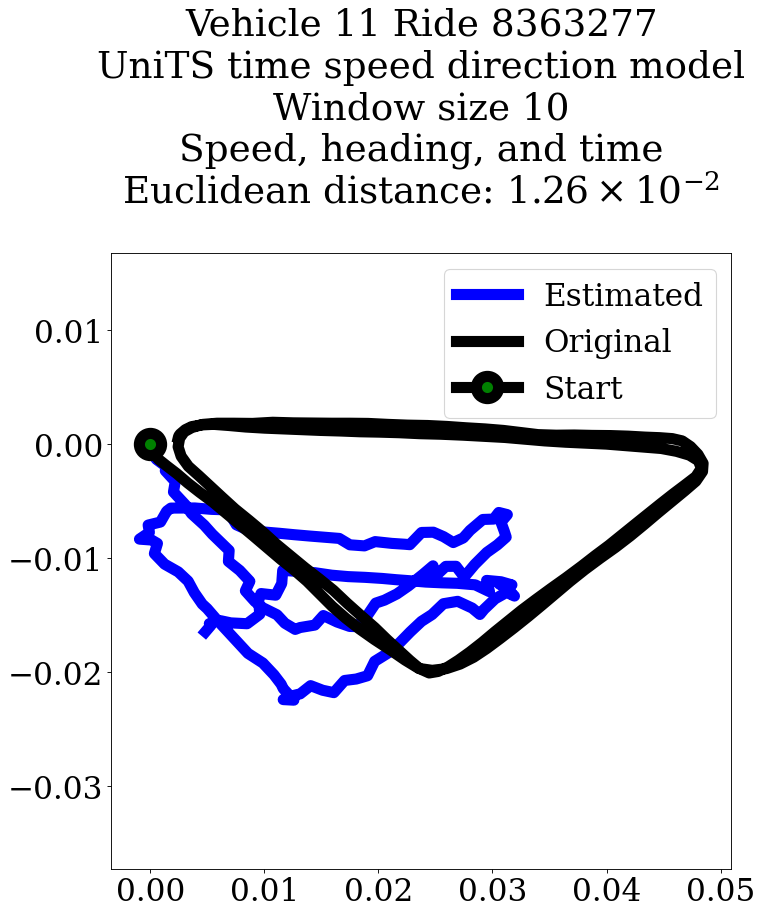 Vehicle 11 Ride 8363277
UniTS time speed direction model
Window size 10
Speed, heading, and time
Euclidean distance: 1.26 × 10⁻²
Estimated
Original
Start
0.01
0.00
−0.01
−0.02
−0.03
0.00 0.01 0.02 0.03 0.04 0.05